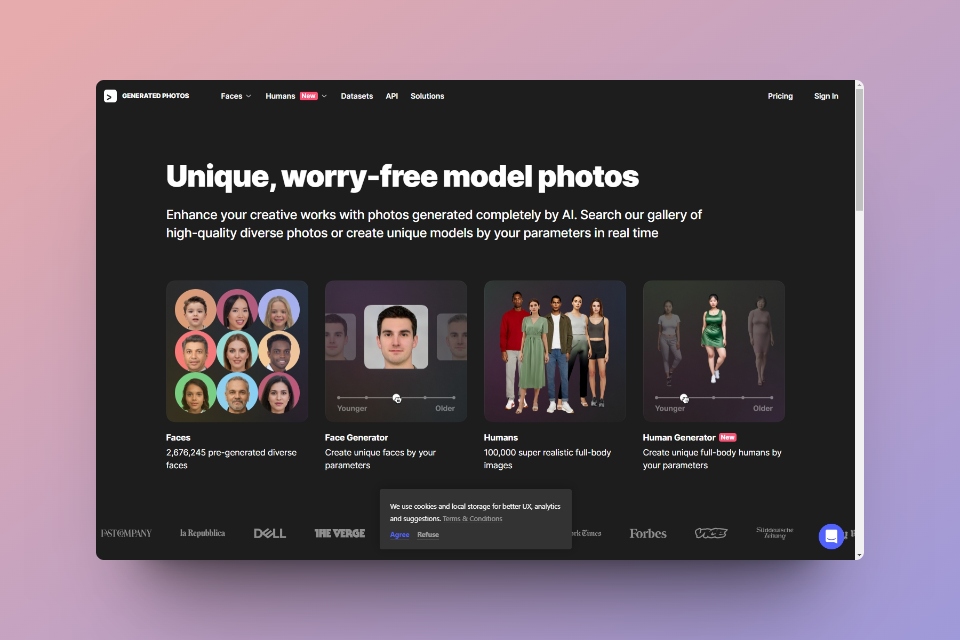 GENERATED PHOTOS
Faces
Humans New
Datasets
API
Solutions
Pricing
Sign In
Unique, worry-free model photos
Enhance your creative works with photos generated completely by AI. Search our gallery of
high-quality diverse photos or create unique models by your parameters in real time
Younger Older
Younger Older
Faces
2,676,245 pre-generated diverse
faces
Face Generator
Create unique faces by your
parameters
Humans
100,000 super realistic full-body
images
Human Generator New
Create unique full-body humans by
your parameters
We use cookies and local storage for better UX, analytics
and suggestions. Terms & Conditions
Agree Refuse
la Repubblica
DELL
THE VERGE
Times
Forbes
VICE
Süddeutsche
Zeitung